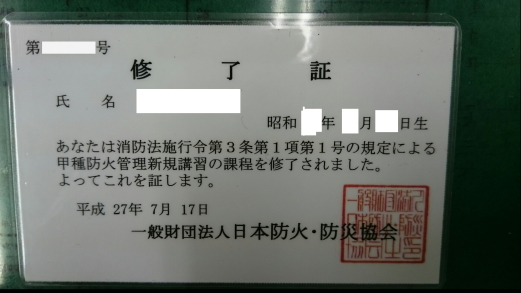 第 号
修了証
氏名
昭和 年 月 日生
あなたは消防法施行令第3条第1項第1号の規定による
甲種防火管理新規講習の課程を修了されました。
よってこれを証します。
平成 27年 7月 17日
一般財団法人日本防火・防災協会